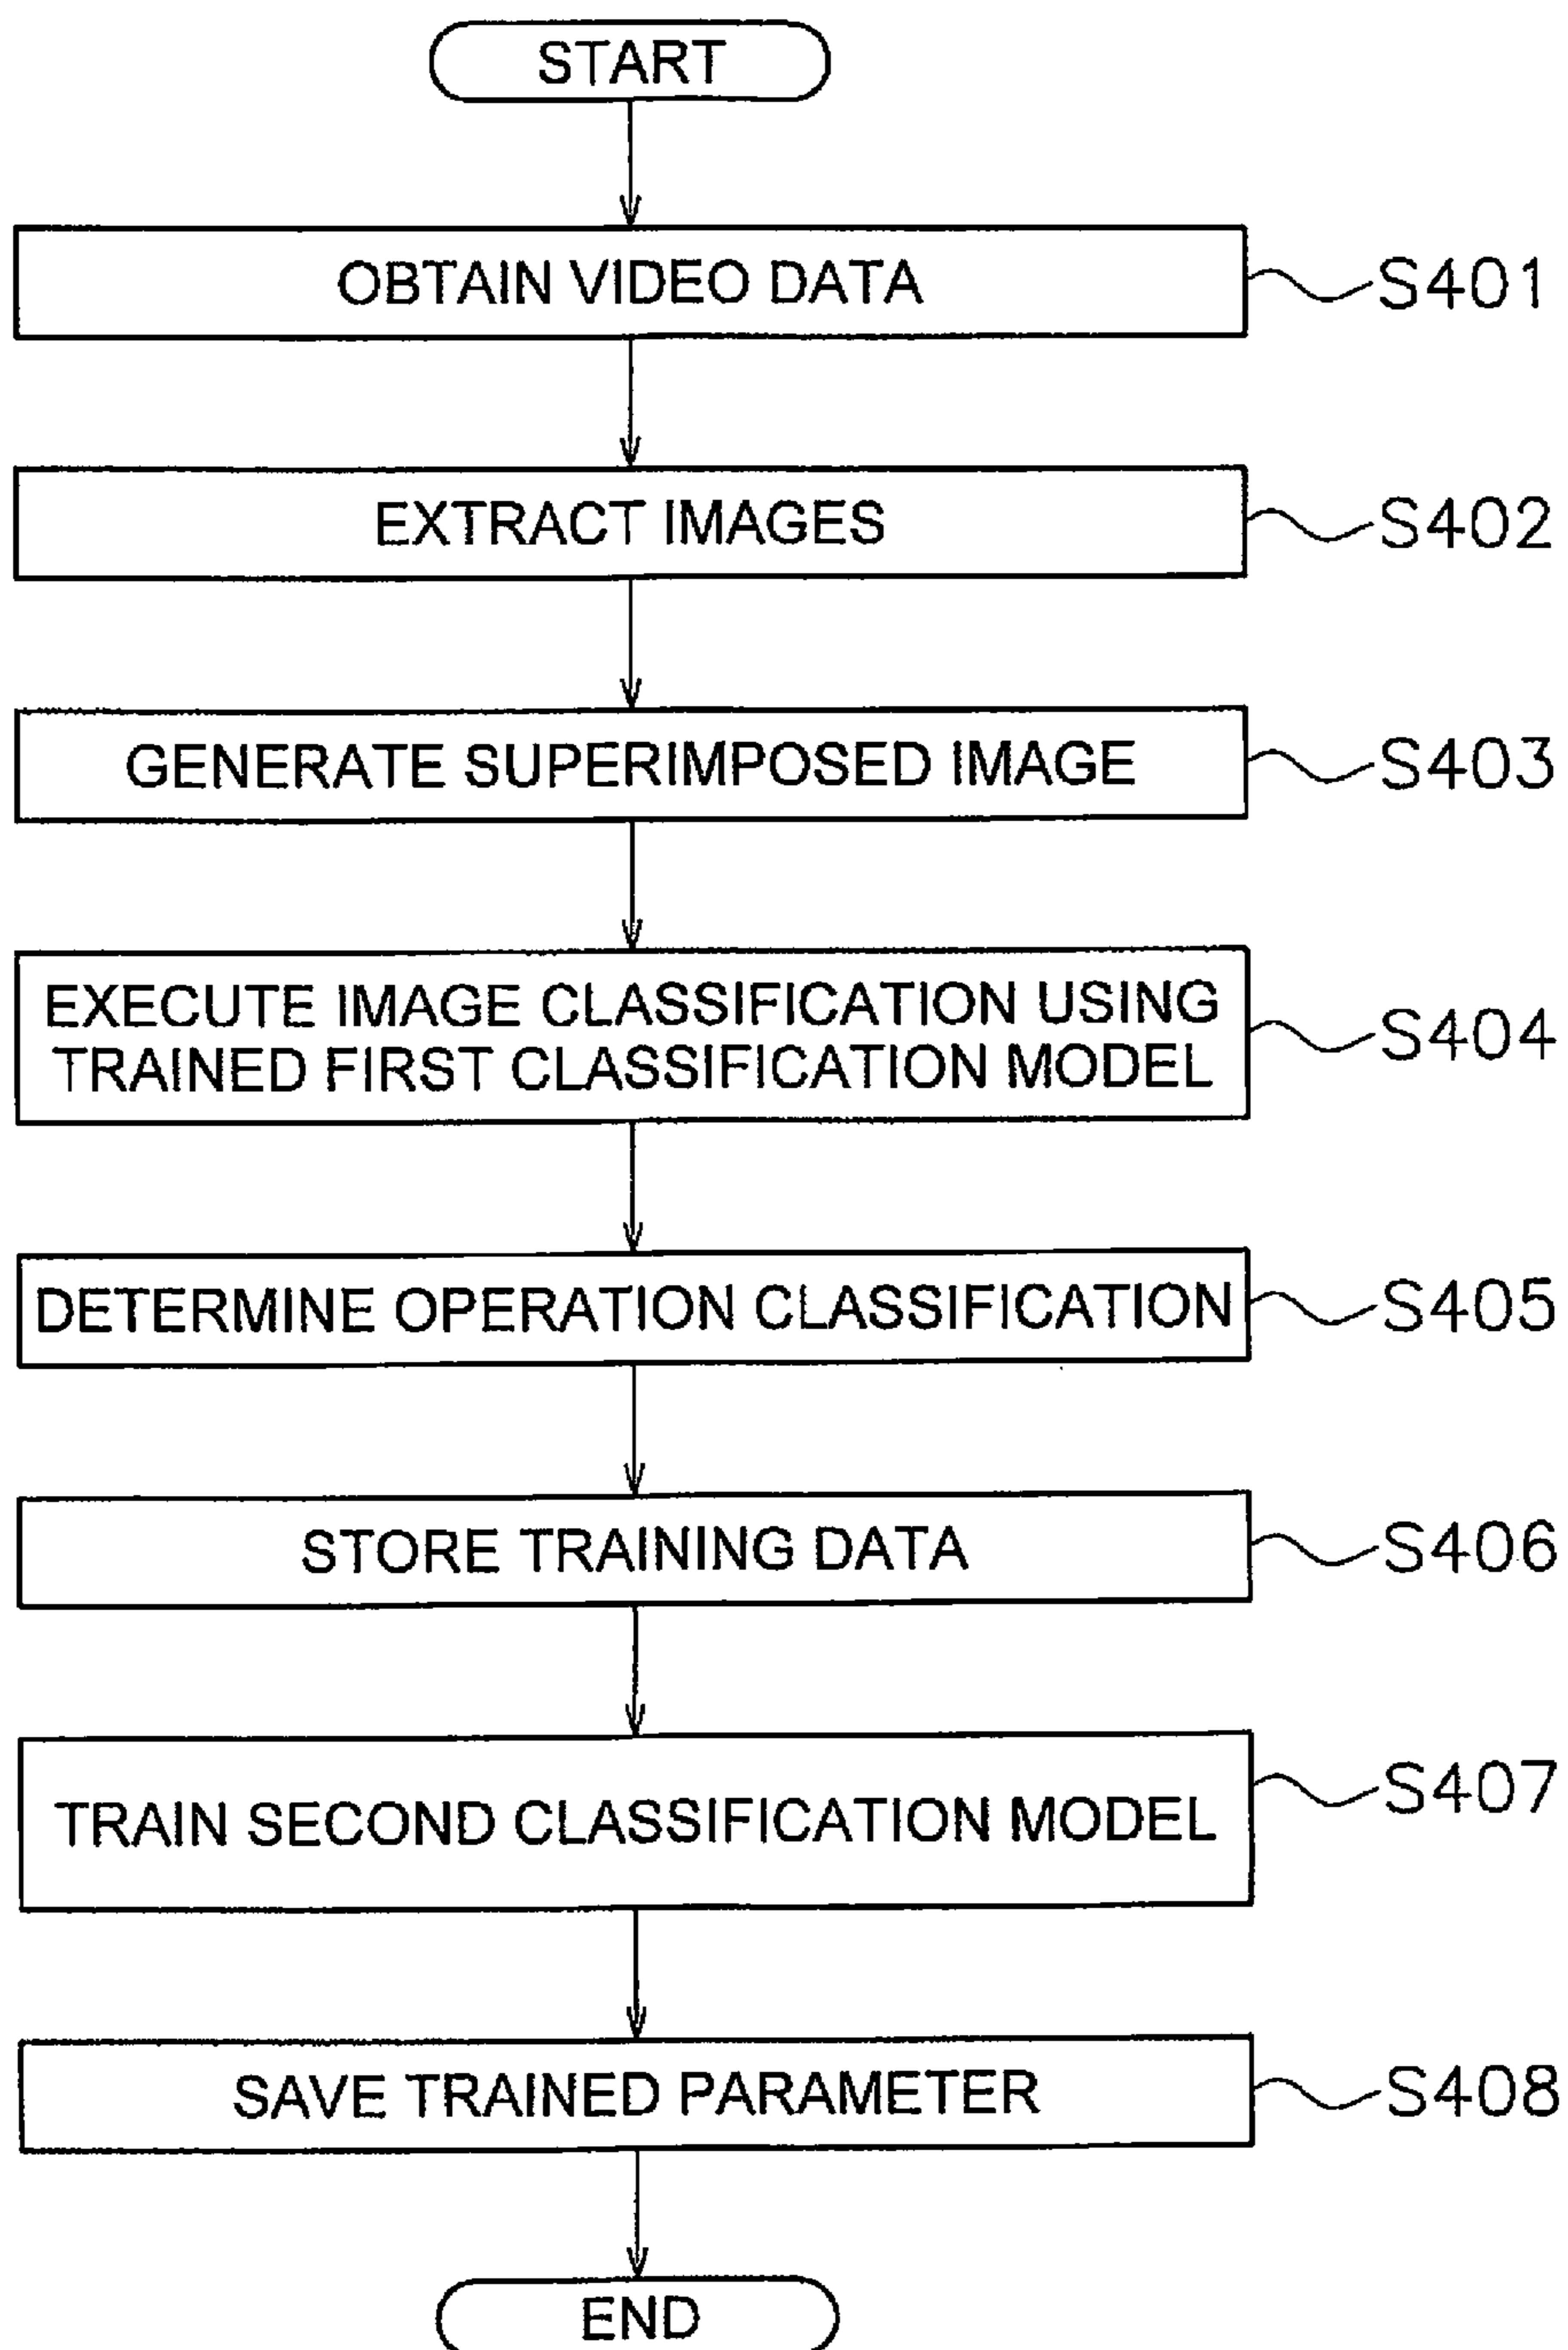 START
OBTAIN VIDEO DATA
S401
EXTRACT IMAGES
S402
GENERATE SUPERIMPOSED IMAGE
S403
EXECUTE IMAGE CLASSIFICATION USING
TRAINED FIRST CLASSIFICATION MODEL
S404
DETERMINE OPERATION CLASSIFICATION
S405
STORE TRAINING DATA
S406
TRAIN SECOND CLASSIFICATION MODEL
S407
SAVE TRAINED PARAMETER
S408
END